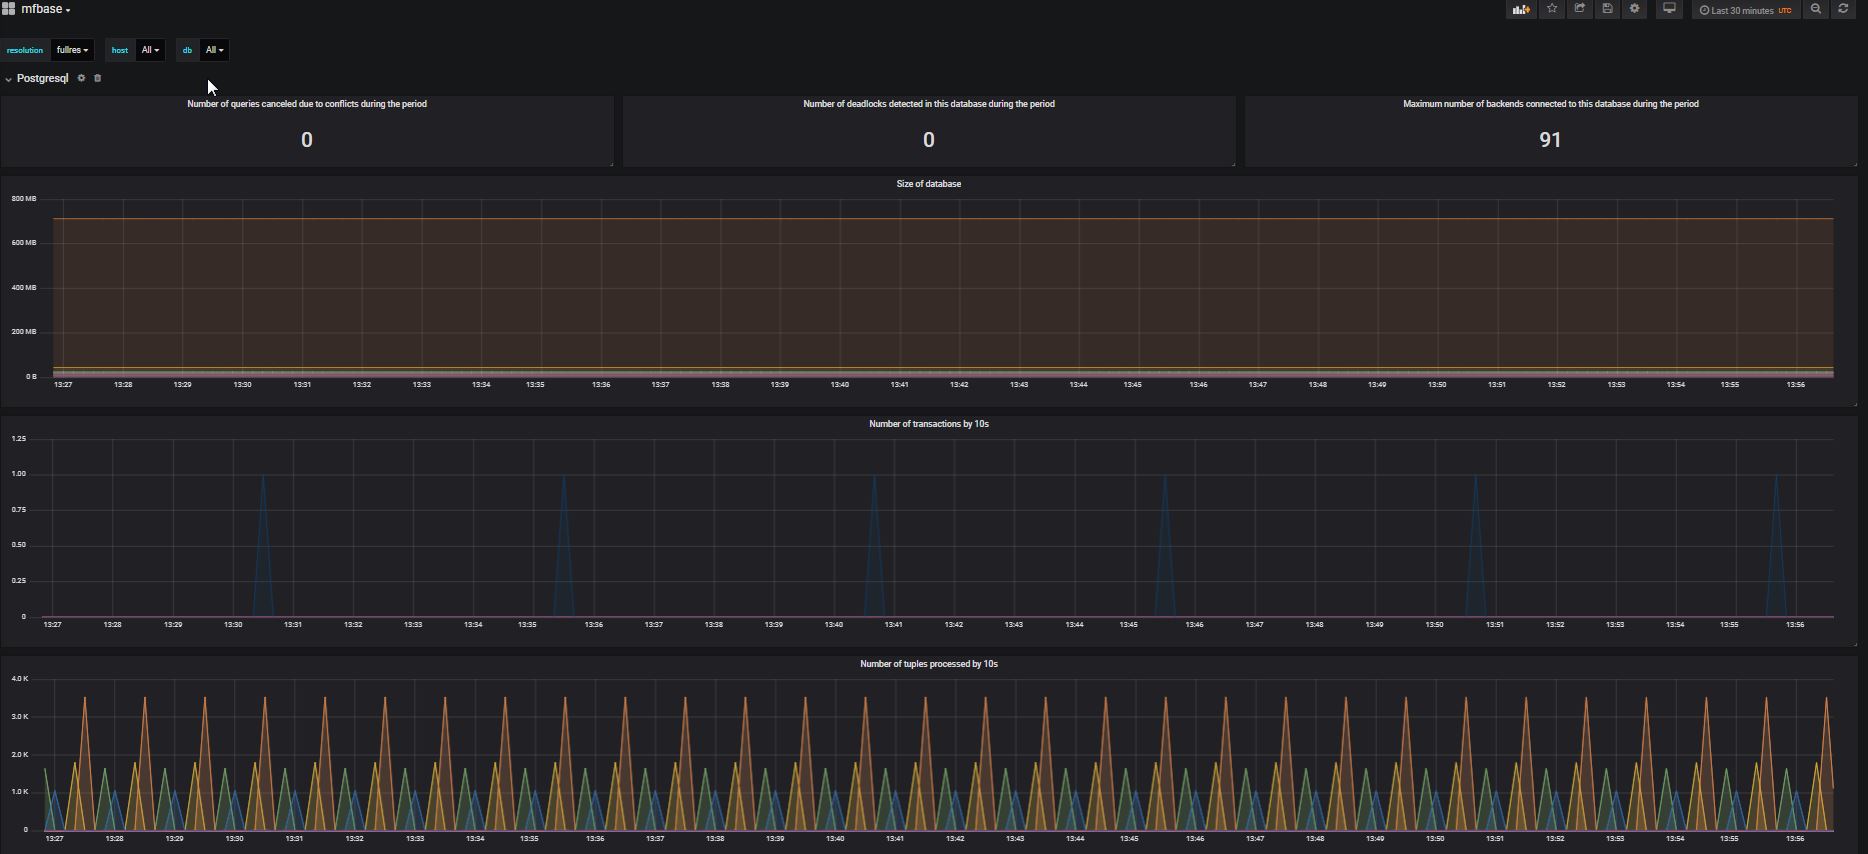 mfbase
Last 30 minutes UTC
resolution fullres host All db All
Postgresql
Number of queries canceled due to conflicts during the period
0
Number of deadlocks detected in this database during the period
0
Maximum number of backends connected to this database during the period
91
Size of database
800 MB
600 MB
400 MB
200 MB
0 B
13:27 13:28 13:29 13:30 13:31 13:32 13:33 13:34 13:35 13:36 13:37 13:38 13:39 13:40 13:41 13:42 13:43 13:44 13:45 13:46 13:47 13:48 13:49 13:50 13:51 13:52 13:53 13:54 13:55 13:56
Number of transactions by 10s
1.25
1.00
0.75
0.50
0.25
0
13:27 13:28 13:29 13:30 13:31 13:32 13:33 13:34 13:35 13:36 13:37 13:38 13:39 13:40 13:41 13:42 13:43 13:44 13:45 13:46 13:47 13:48 13:49 13:50 13:51 13:52 13:53 13:54 13:55 13:56
Number of tuples processed by 10s
4.0 K
3.0 K
2.0 K
1.0 K
0
13:27 13:28 13:29 13:30 13:31 13:32 13:33 13:34 13:35 13:36 13:37 13:38 13:39 13:40 13:41 13:42 13:43 13:44 13:45 13:46 13:47 13:48 13:49 13:50 13:51 13:52 13:53 13:54 13:55 13:56